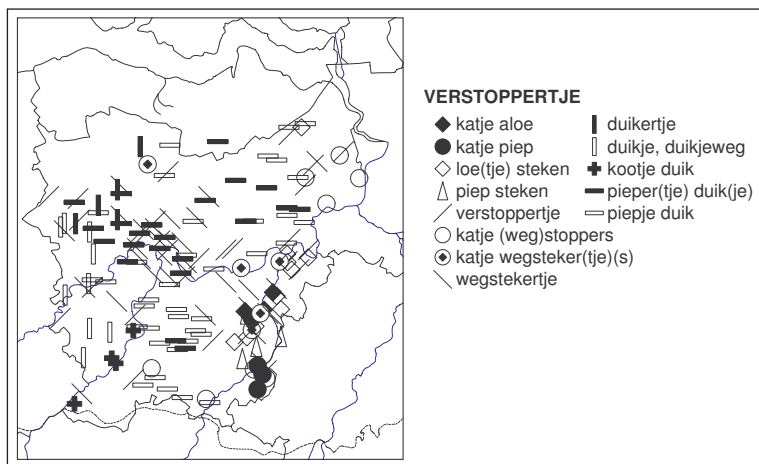 VERSTOPPERTJE
katje aloe
katje piep
loe(tje) steken
piep steken
verstoppertje
katje (weg)stoppers
katje wegsteker(tje)(s)
wegstekertje
duikertje
duikje, duikjeweg
kootje duik
pieper(tje) duik(je)
piepje duik